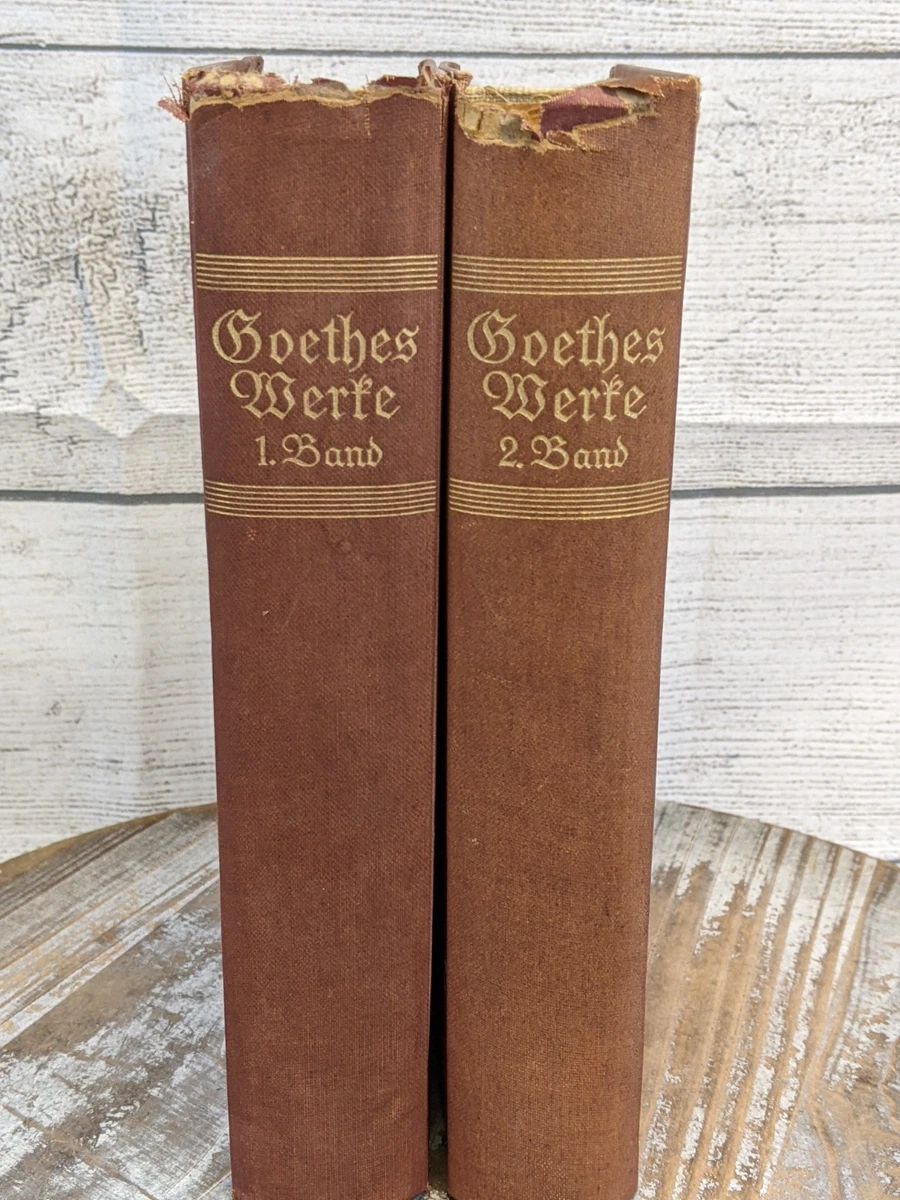 Goethes
Werke
1. Band
Goethes
Werke
2. Band